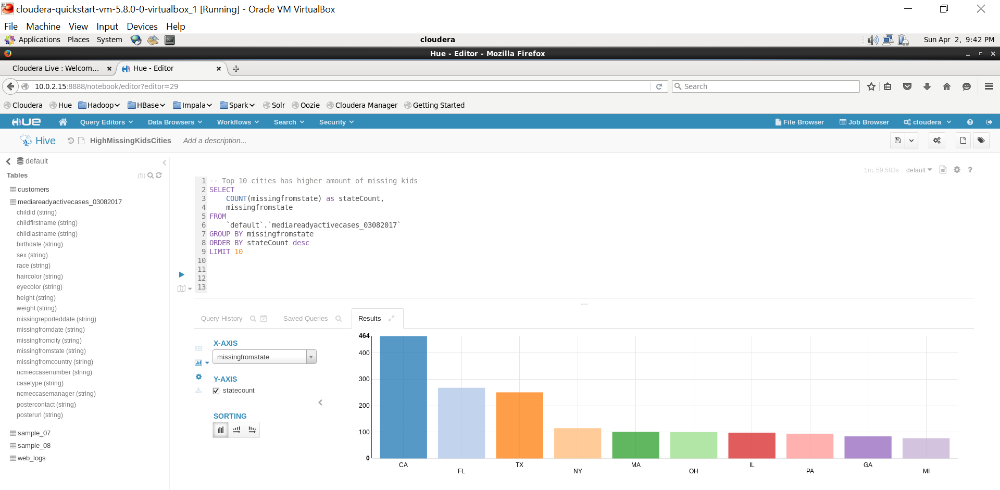 cloudera-quickstart-vm-5.8.0-0-virtualbox_1 [Running] - Oracle VM VirtualBox
File Machine View Input Devices Help
Applications Places System cloudera Sun Apr 2, 9:42 PM
Hue - Editor - Mozilla Firefox
Cloudera Live : Welcom... Hue - Editor
10.0.2.15:8888/notebook/editor?editor=29 Search
Cloudera Hue Hadoop HBase Impala Spark Solr Oozie Cloudera Manager Getting Started
HUE Query Editors Data Browsers Workflows Search Security File Browser Job Browser cloudera
Hive HighMissingKidsCities Add a description...
default
Tables (5)
customers
mediareadyactivecases_03082017
childid (string)
childfirstname (string)
childlastname (string)
birthdate (string)
sex (string)
race (string)
haircolor (string)
eyecolor (string)
height (string)
weight (string)
missingreporteddate (string)
missingfromdate (string)
missingfromcity (string)
missingfromstate (string)
missingfromcountry (string)
ncmeccasenumber (string)
casetype (string)
ncmeccasemanager (string)
postercontact (string)
posterurl (string)
sample_07
sample_08
web_logs
1m, 59.583s default ?
1 -- Top 10 cities has higher amount of missing kids
2 SELECT
3 COUNT(missingfromstate) as stateCount,
4 missingfromstate
5 FROM
6 `default`.`mediareadyactivecases_03082017`
7 GROUP BY missingfromstate
8 ORDER BY stateCount desc
9 LIMIT 10
10
11
12
13
Query History Saved Queries Results
X-AXIS
missingfromstate
Y-AXIS
statecount
SORTING
464
400
300
200
100
0
CA FL TX NY MA OH IL PA GA MI